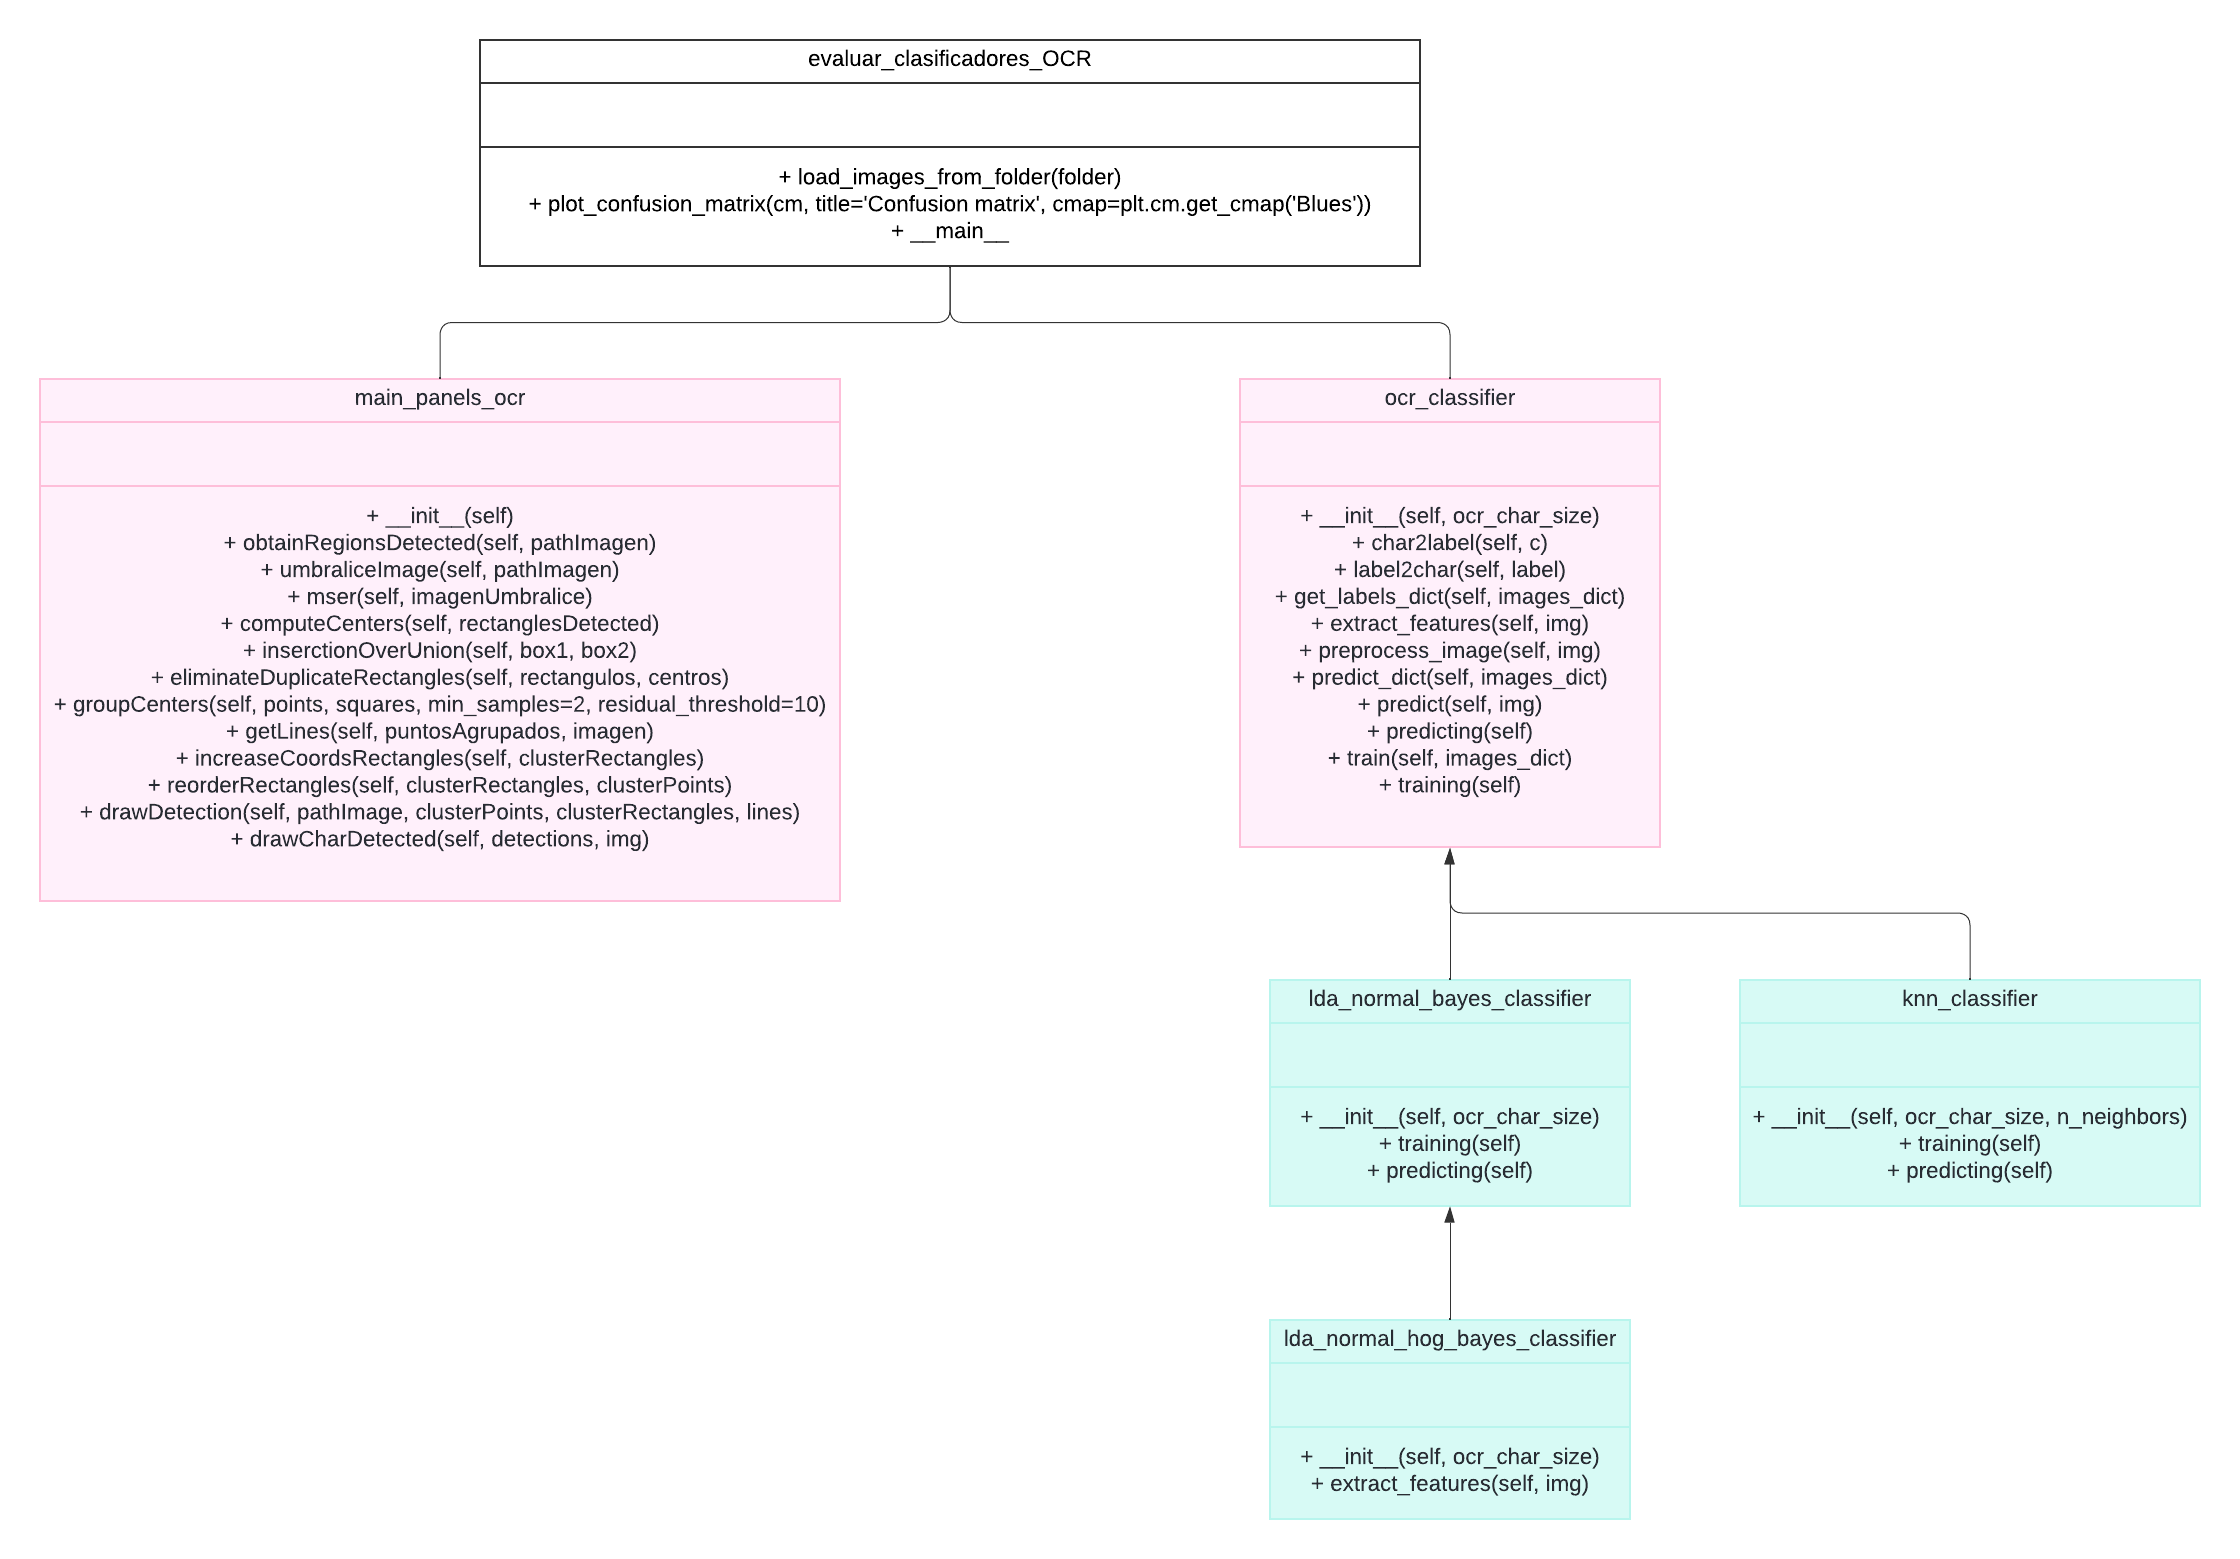 evaluar_clasificadores_OCR
+ load_images_from_folder(folder)
+ plot_confusion_matrix(cm, title='Confusion matrix', cmap=plt.cm.get_cmap('Blues'))
+ __main__
main_panels_ocr
+ __init__(self)
+ obtainRegionsDetected(self, pathImagen)
+ umbraliceImage(self, pathImagen)
+ mser(self, imagenUmbralice)
+ computeCenters(self, rectanglesDetected)
+ inserctionOverUnion(self, box1, box2)
+ eliminateDuplicateRectangles(self, rectangulos, centros)
+ groupCenters(self, points, squares, min_samples=2, residual_threshold=10)
+ getLines(self, puntosAgrupados, imagen)
+ increaseCoordsRectangles(self, clusterRectangles)
+ reorderRectangles(self, clusterRectangles, clusterPoints)
+ drawDetection(self, pathImage, clusterPoints, clusterRectangles, lines)
+ drawCharDetected(self, detections, img)
ocr_classifier
+ __init__(self, ocr_char_size)
+ char2label(self, c)
+ label2char(self, label)
+ get_labels_dict(self, images_dict)
+ extract_features(self, img)
+ preprocess_image(self, img)
+ predict_dict(self, images_dict)
+ predict(self, img)
+ predicting(self)
+ train(self, images_dict)
+ training(self)
lda_normal_bayes_classifier
+ __init__(self, ocr_char_size)
+ training(self)
+ predicting(self)
knn_classifier
+ __init__(self, ocr_char_size, n_neighbors)
+ training(self)
+ predicting(self)
lda_normal_hog_bayes_classifier
+ __init__(self, ocr_char_size)
+ extract_features(self, img)